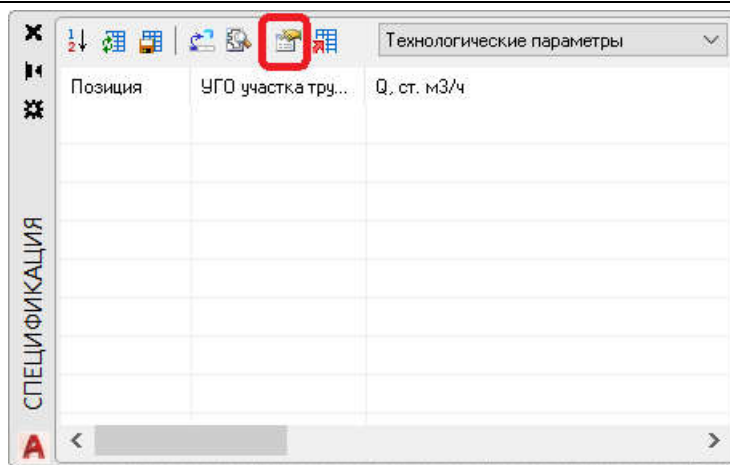 Технологические параметры
Позиция
УГО участка тру...
Q, ст. м3/ч
СПЕЦИФИКАЦИЯ